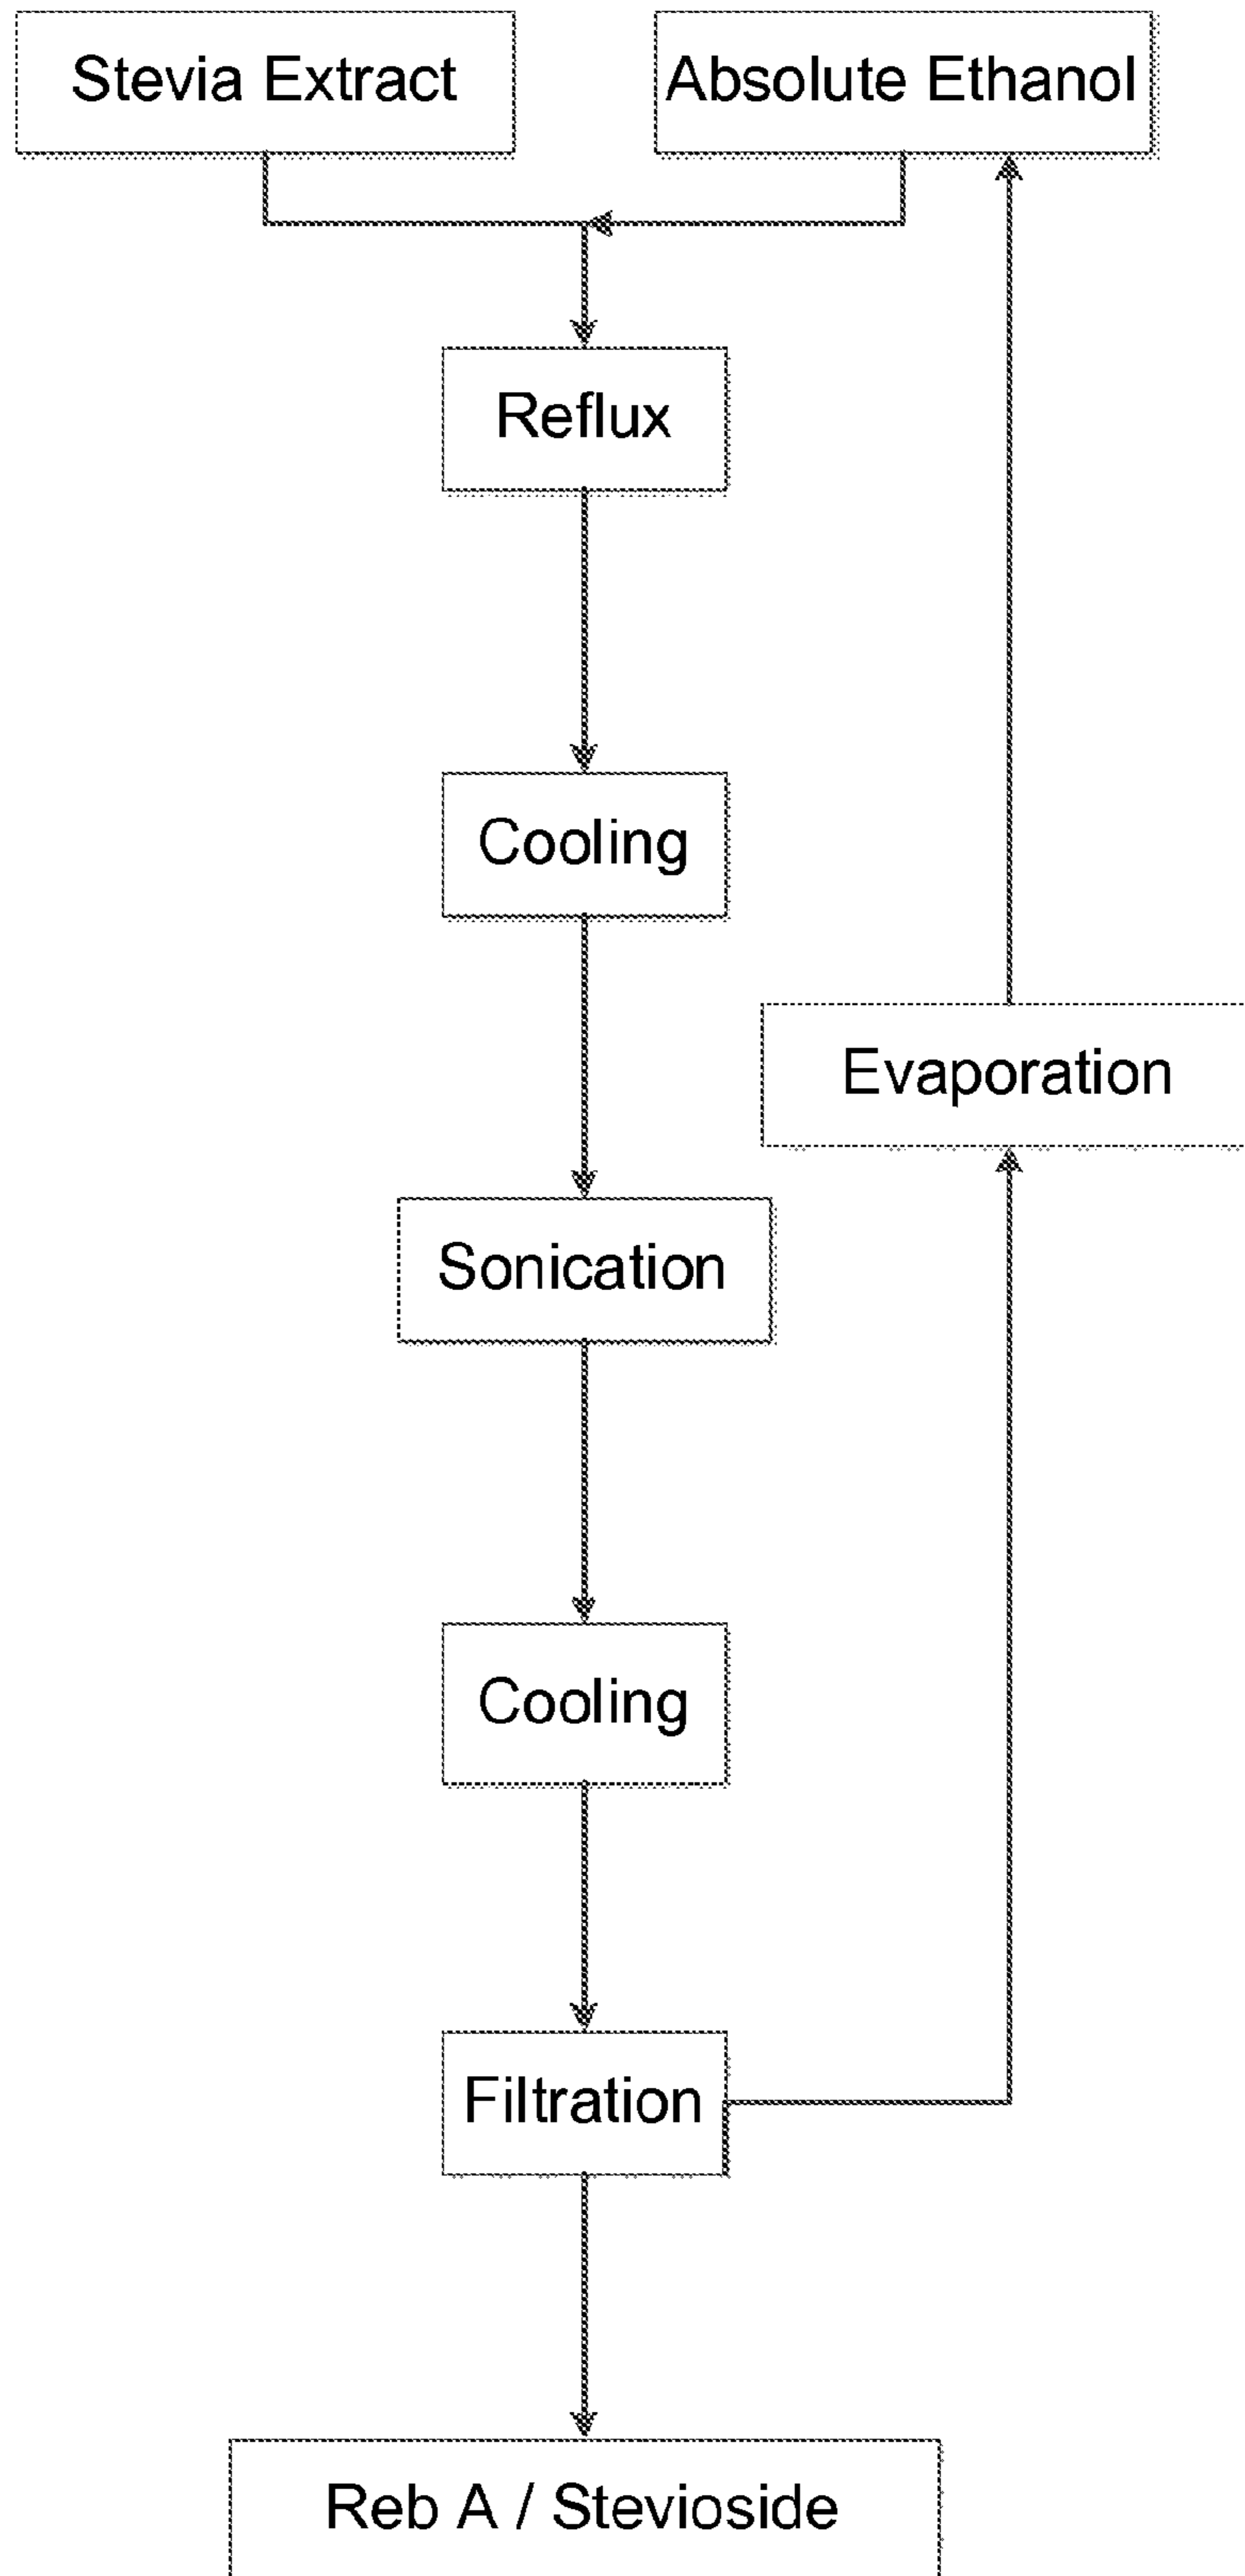 Stevia Extract
Absolute Ethanol
Reflux
Cooling
Evaporation
Sonication
Cooling
Filtration
Reb A / Stevioside